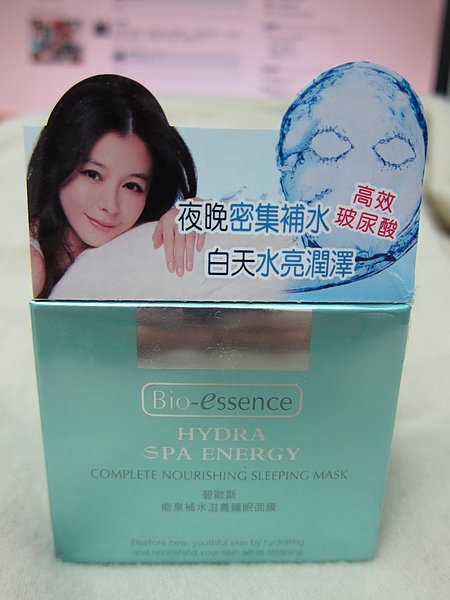 夜晚密集補水
高效
玻尿酸
白天水亮潤澤
Bio-essence
HYDRA
SPA ENERGY
COMPLETE NOURISHING SLEEPING MASK
碧歐斯
能泉補水滋養睡眠面膜
Restore new, youthful skin by hydrating
and nourishing your skin while sleeping